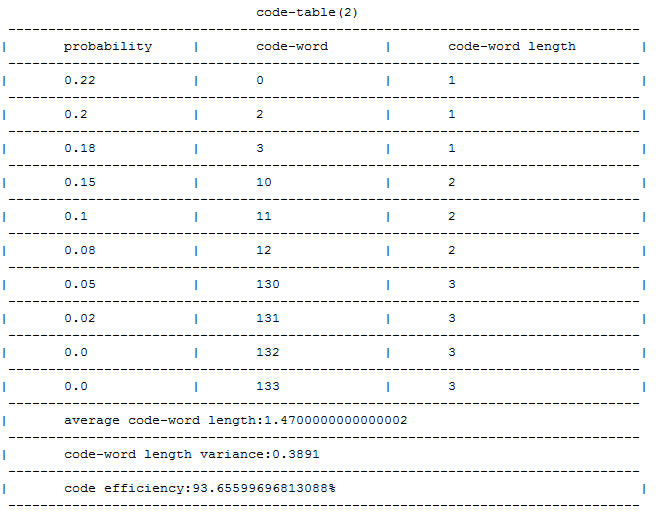 code-table(2)
probability | code-word | code-word length
0.22 | 0 | 1
0.2 | 2 | 1
0.18 | 3 | 1
0.15 | 10 | 2
0.1 | 11 | 2
0.08 | 12 | 2
0.05 | 130 | 3
0.02 | 131 | 3
0.0 | 132 | 3
0.0 | 133 | 3
average code-word length:1.4700000000000002
code-word length variance:0.3891
code efficiency:93.65599696813088%